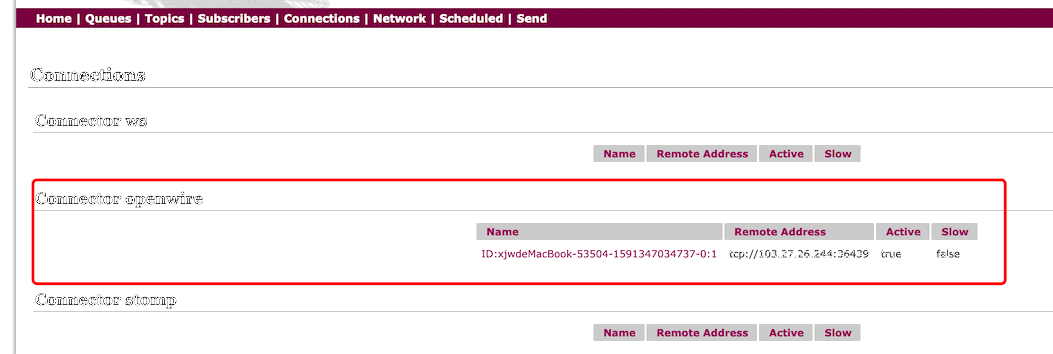 Home | Queues | Topics | Subscribers | Connections | Network | Scheduled | Send
Connections
Connector ws
Name Remote Address Active Slow
Connector openwire
Name Remote Address Active Slow
ID:xjwdeMacBook-53504-1591347034737-0:1 tcp://103.27.26.244:36439 true false
Connector stomp
Name Remote Address Active Slow